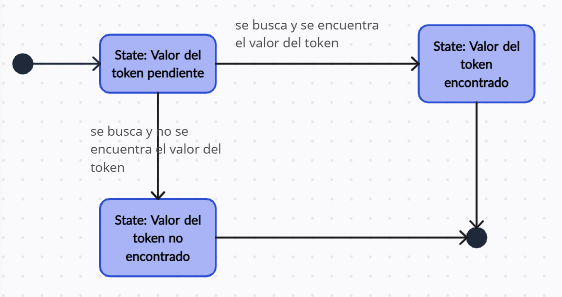 se busca y se encuentra
el valor del token
State: Valor del
token pendiente
State: Valor del
token
encontrado
se busca y no se
encuentra el valor del
token
State: Valor del
token no
encontrado